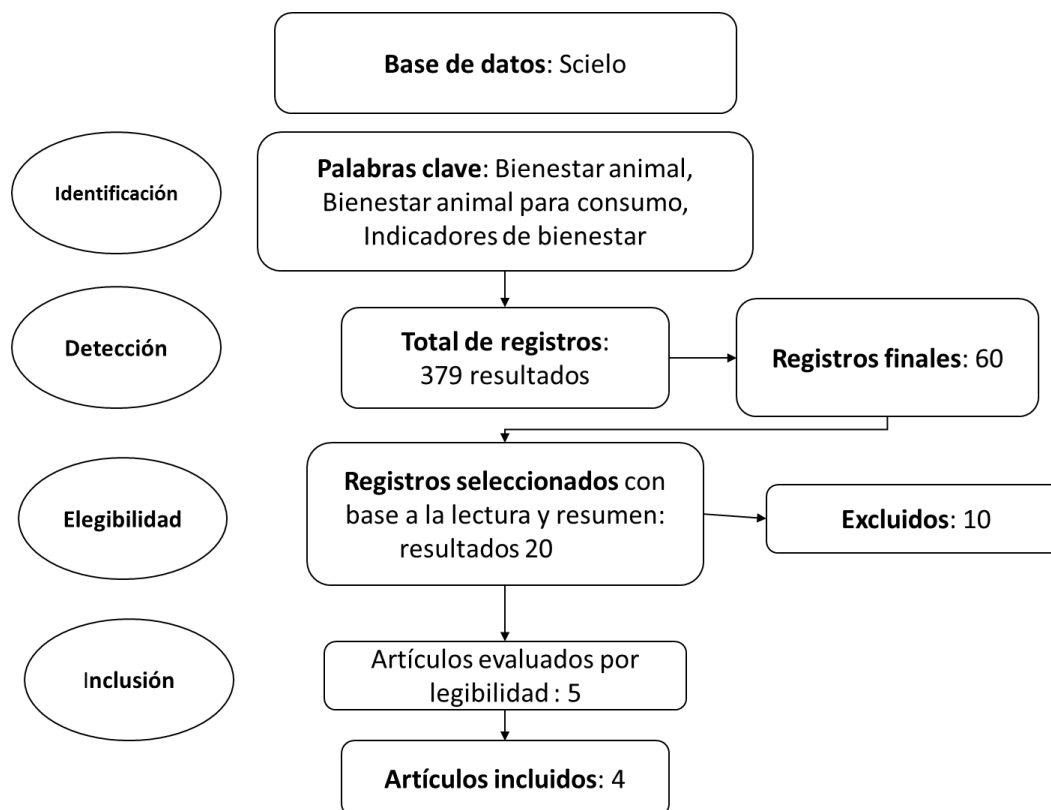 Base de datos: Scielo
Identificación
Palabras clave: Bienestar animal,
Bienestar animal para consumo,
Indicadores de bienestar
Detección
Total de registros:
379 resultados
Registros finales: 60
Elegibilidad
Registros seleccionados con
base a la lectura y resumen:
resultados 20
Excluidos: 10
Inclusión
Artículos evaluados por
legibilidad : 5
Artículos incluidos: 4